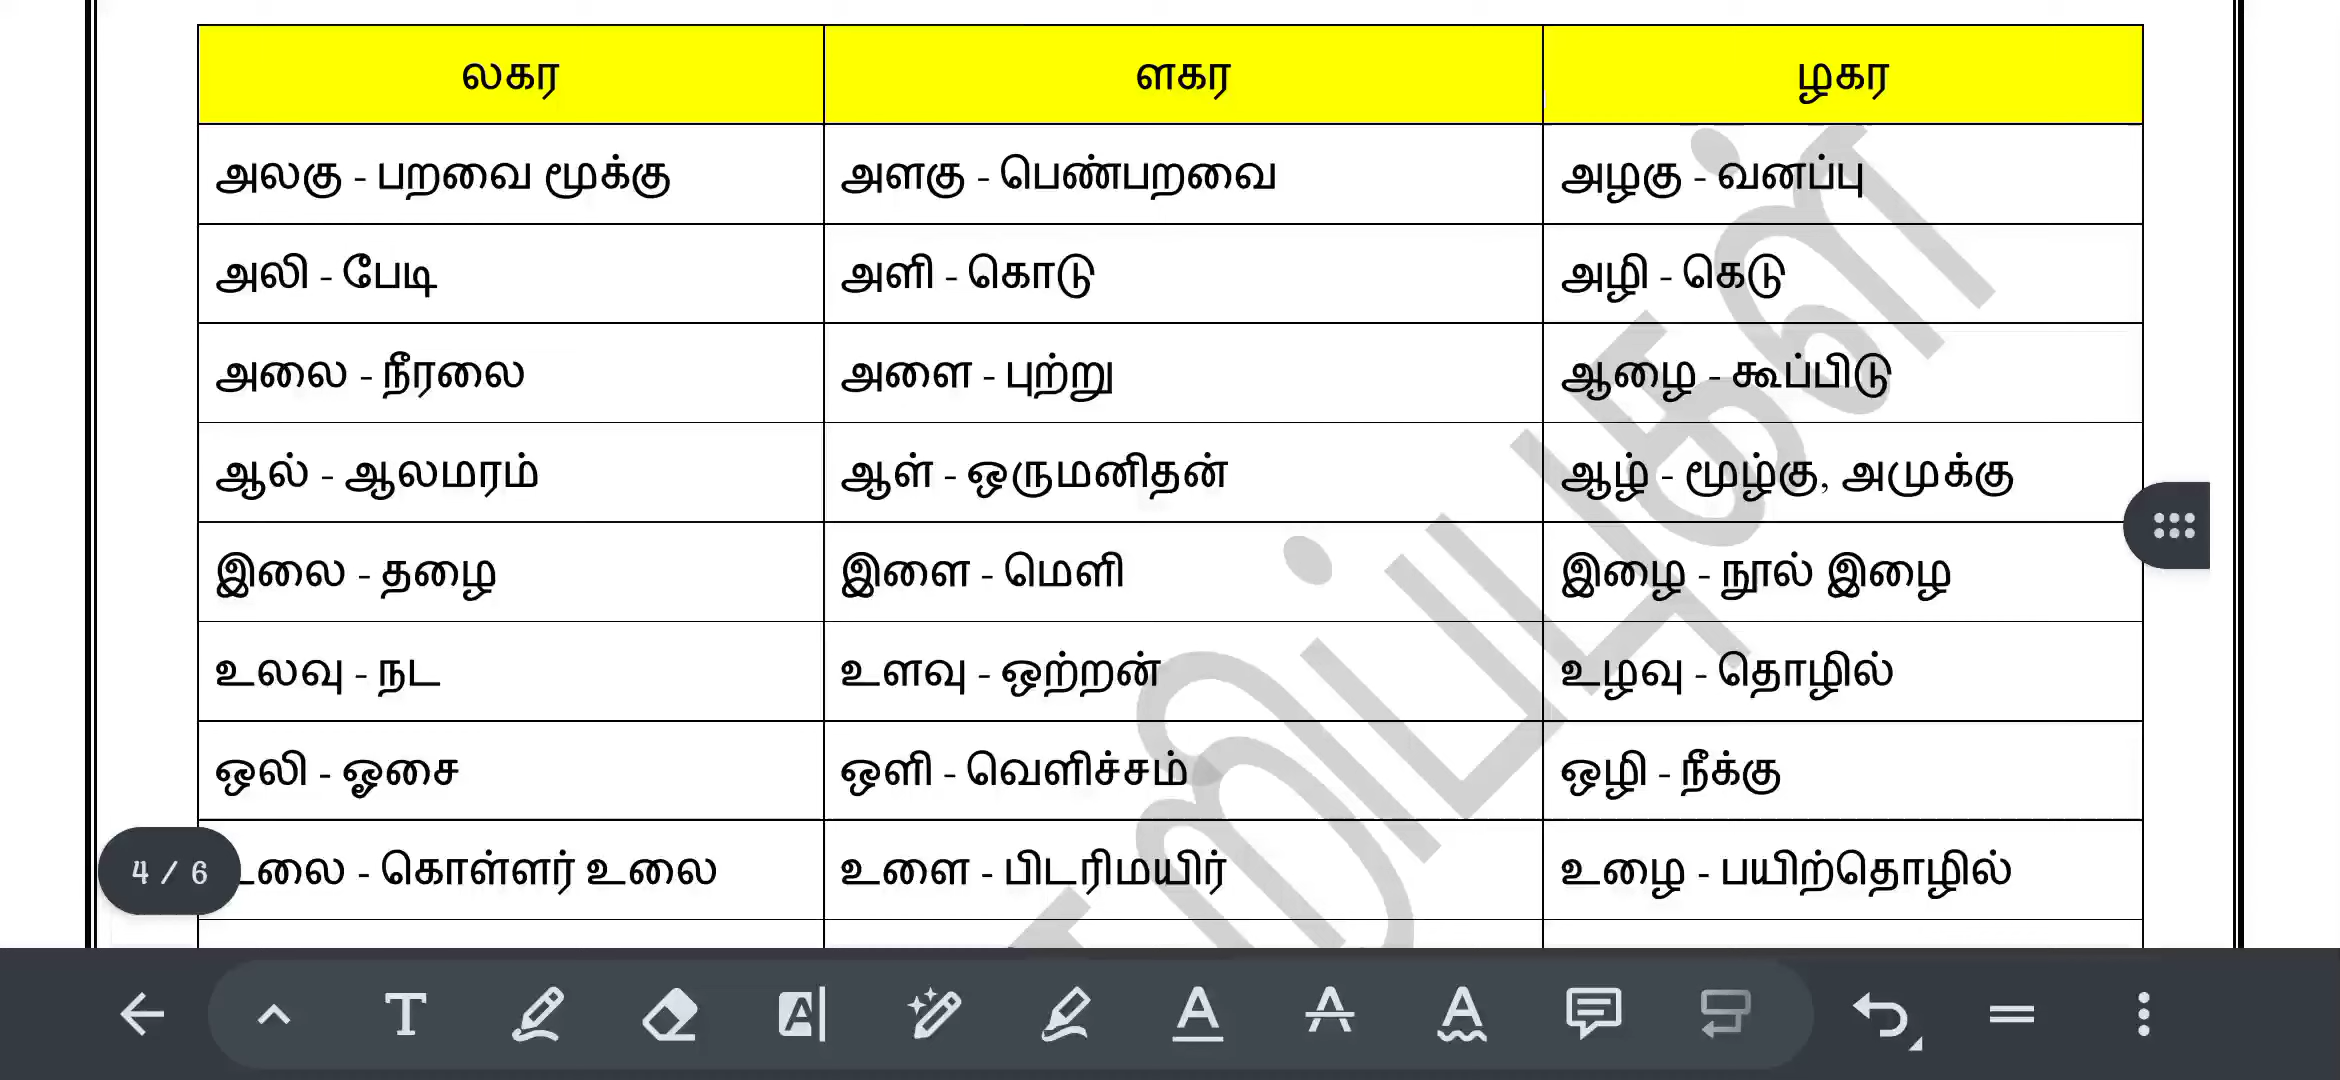 லகர ளகர ழகர
அலகு - பறவை மூக்கு அளகு - பெண்பறவை அழகு - வனப்பு
அலி - பேடி அளி - கொடு அழி - கெடு
அலை - நீரலை அளை - புற்று ஆழை - கூப்பிடு
ஆல் - ஆலமரம் ஆள் - ஒருமனிதன் ஆழ் - மூழ்கு, அமுக்கு
இலை - தழை இளை - மெளி இழை - நூல் இழை
உலவு - நட உளவு - ஒற்றன் உழவு - தொழில்
ஒலி - ஓசை ஒளி - வெளிச்சம் ஒழி - நீக்கு
லை - கொள்ளர் உலை உளை - பிடரிமயிர் உழை - பயிற்தொழில்
4 / 6